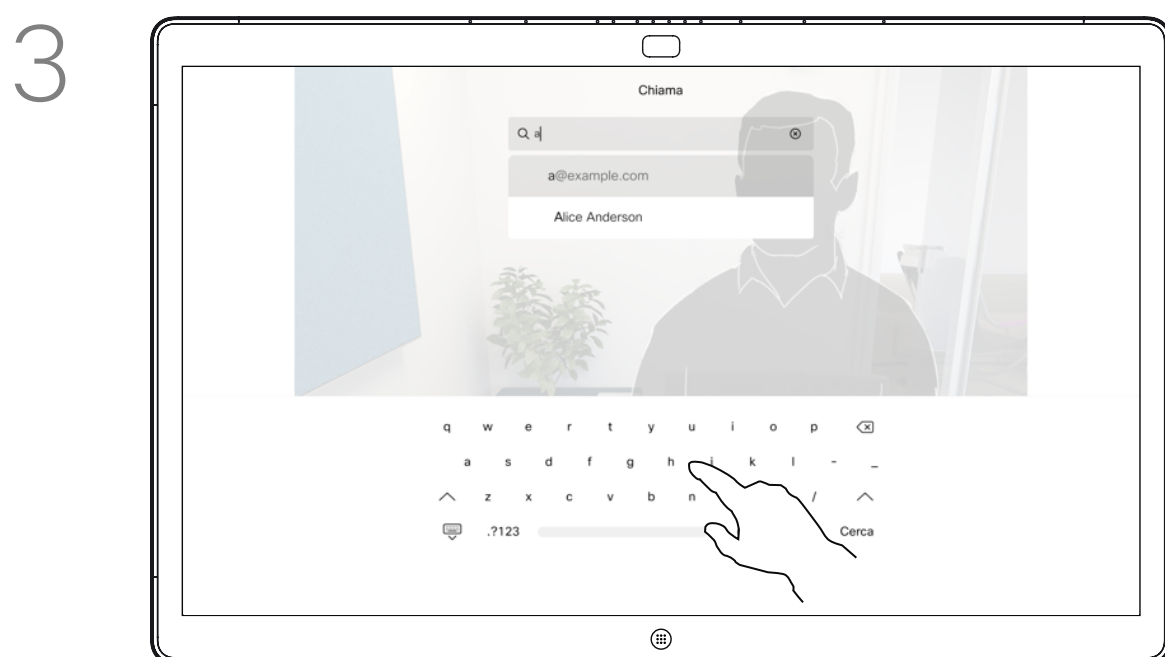 3
Chiama
a
a@example.com
Alice Anderson
q w e r t y u i o p
a s d f g h j k l - _
z x c v b n /
.?123 Cerca